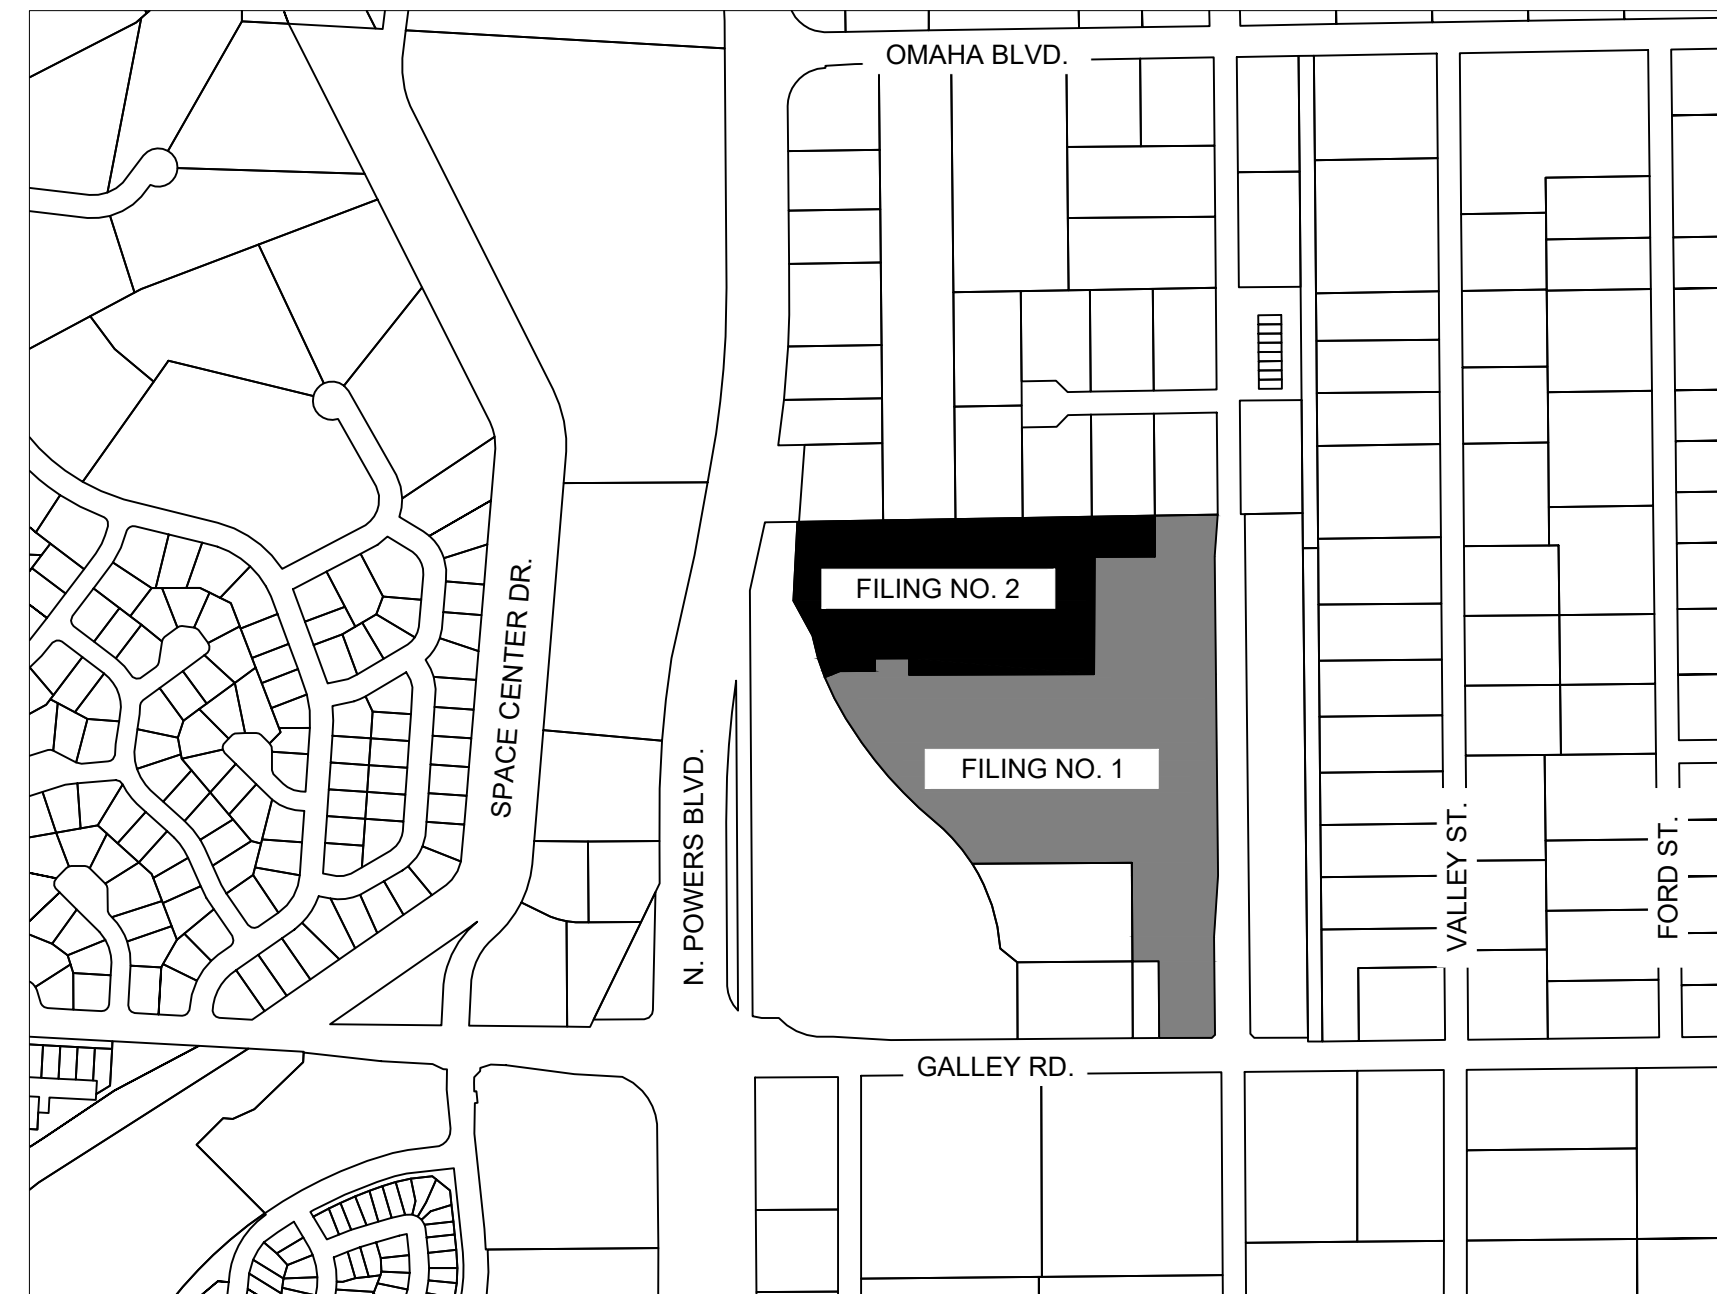 OMAHA BLVD.
FILING NO. 2
SPACE CENTER DR.
FILING NO. 1
N. POWERS BLVD.
VALLEY ST.
FORD ST.
GALLEY RD.